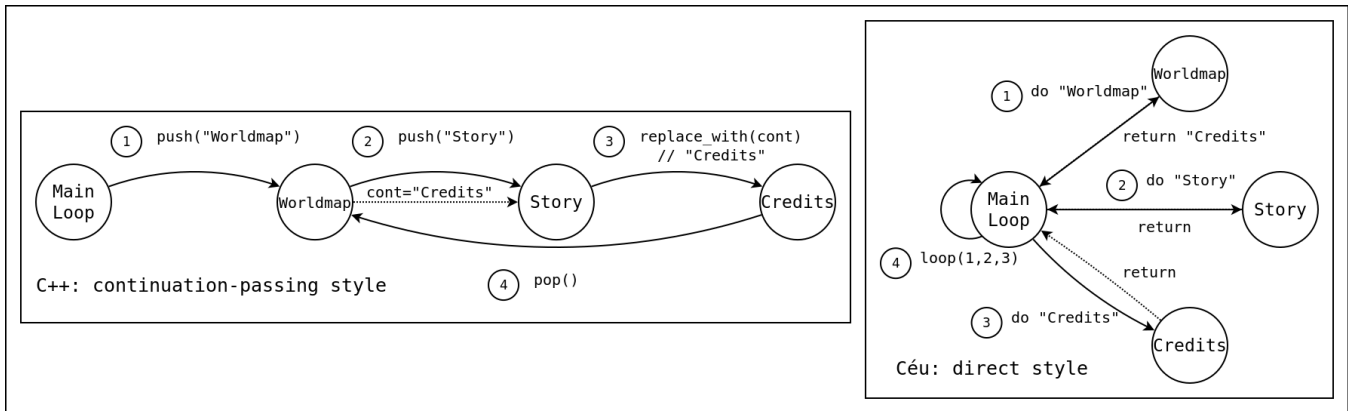 1 push("Worldmap")
2 push("Story")
3 replace_with(cont)
// "Credits"
Main
Loop
Worldmap
cont="Credits"
Story
Credits
4 pop()
C++: continuation-passing style
Worldmap
1 do "Worldmap"
return "Credits"
2 do "Story"
Main
Loop
Story
return
4 loop(1,2,3)
return
3 do "Credits"
Credits
Céu: direct style